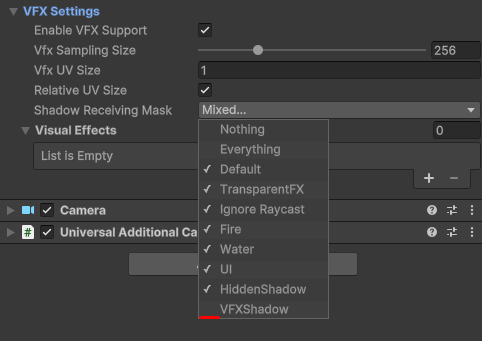 VFX Settings
Enable VFX Support
Vfx Sampling Size 256
Vfx UV Size 1
Relative UV Size
Shadow Receiving Mask Mixed...
Visual Effects 0
List is Empty
Nothing
Everything
Default
TransparentFX
Ignore Raycast
Fire
Water
UI
HiddenShadow
VFXShadow
Camera
Universal Additional Ca